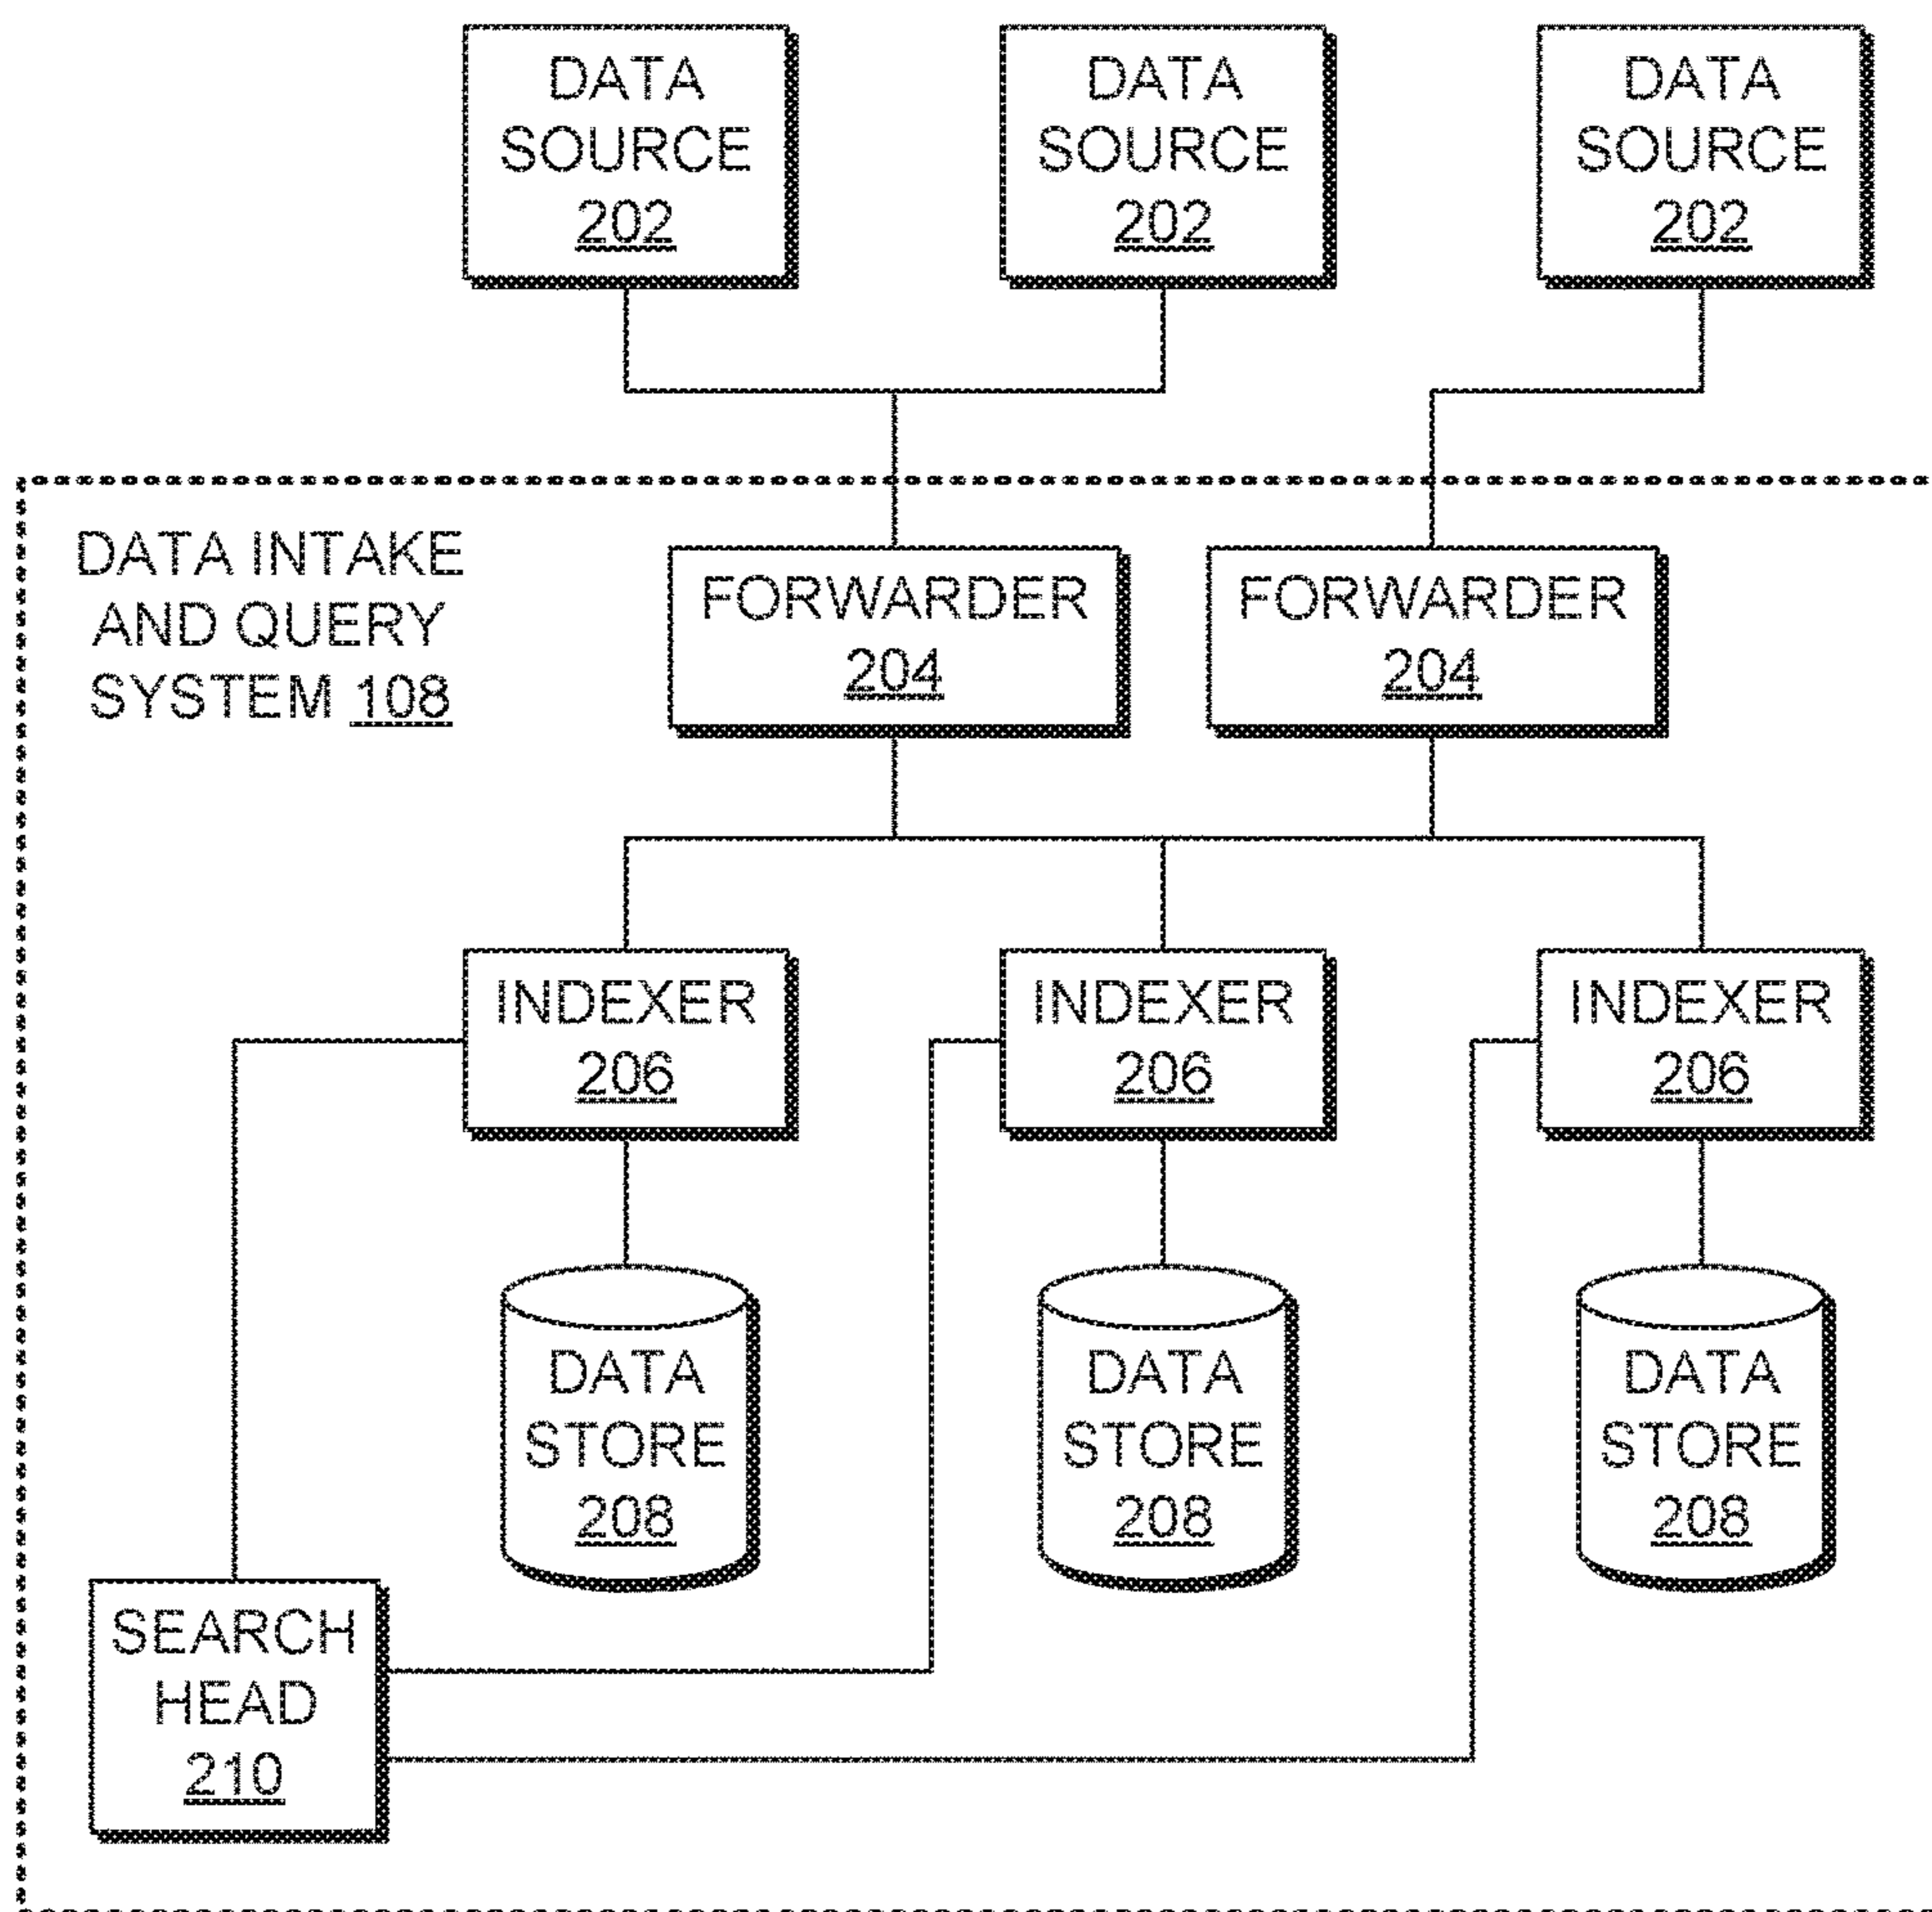 DATA
SOURCE
202
DATA
SOURCE
202
DATA
SOURCE
202
DATA INTAKE
AND QUERY
SYSTEM 108
FORWARDER
204
FORWARDER
204
INDEXER
206
INDEXER
206
INDEXER
206
DATA
STORE
208
DATA
STORE
208
DATA
STORE
208
SEARCH
HEAD
210